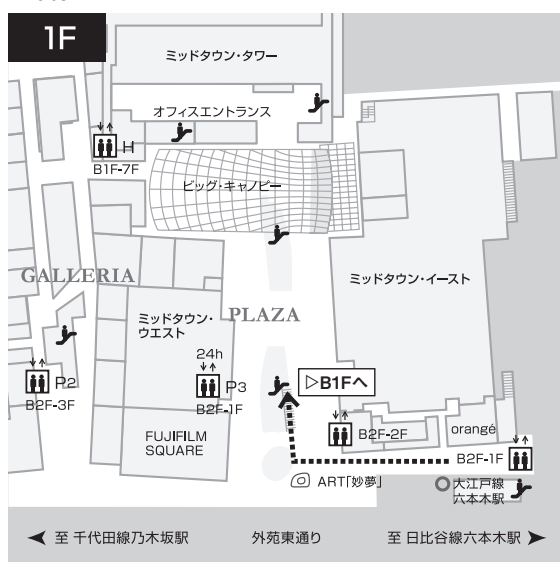 1F
ミッドタウン・タワー
オフィスエントランス
H
B1F-7F
ビッグ・キャノピー
GALLERIA
ミッドタウン・イースト
ミッドタウン・
ウエスト
PLAZA
24h
▷B1Fへ
P2
B2F-3F
P3
B2F-1F
FUJIFILM
SQUARE
B2F-2F
orangé
B2F-1F
ART「妙夢」
大江戸線
六本木駅
至 千代田線乃木坂駅
外苑東通り
至 日比谷線六本木駅